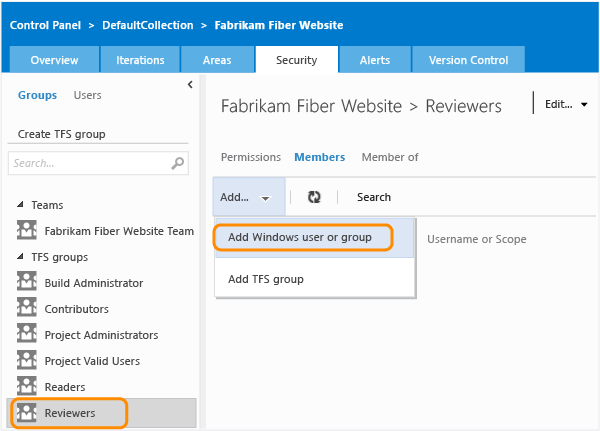 Control Panel > DefaultCollection > Fabrikam Fiber Website
Overview Iterations Areas Security Alerts Version Control
Groups Users
Create TFS group
Search...
Teams
Fabrikam Fiber Website Team
TFS groups
Build Administrator
Contributors
Project Administrators
Project Valid Users
Readers
Reviewers
Fabrikam Fiber Website > Reviewers
Edit...
Permissions Members Member of
Add... Search
Add Windows user or group
Username or Scope
Add TFS group